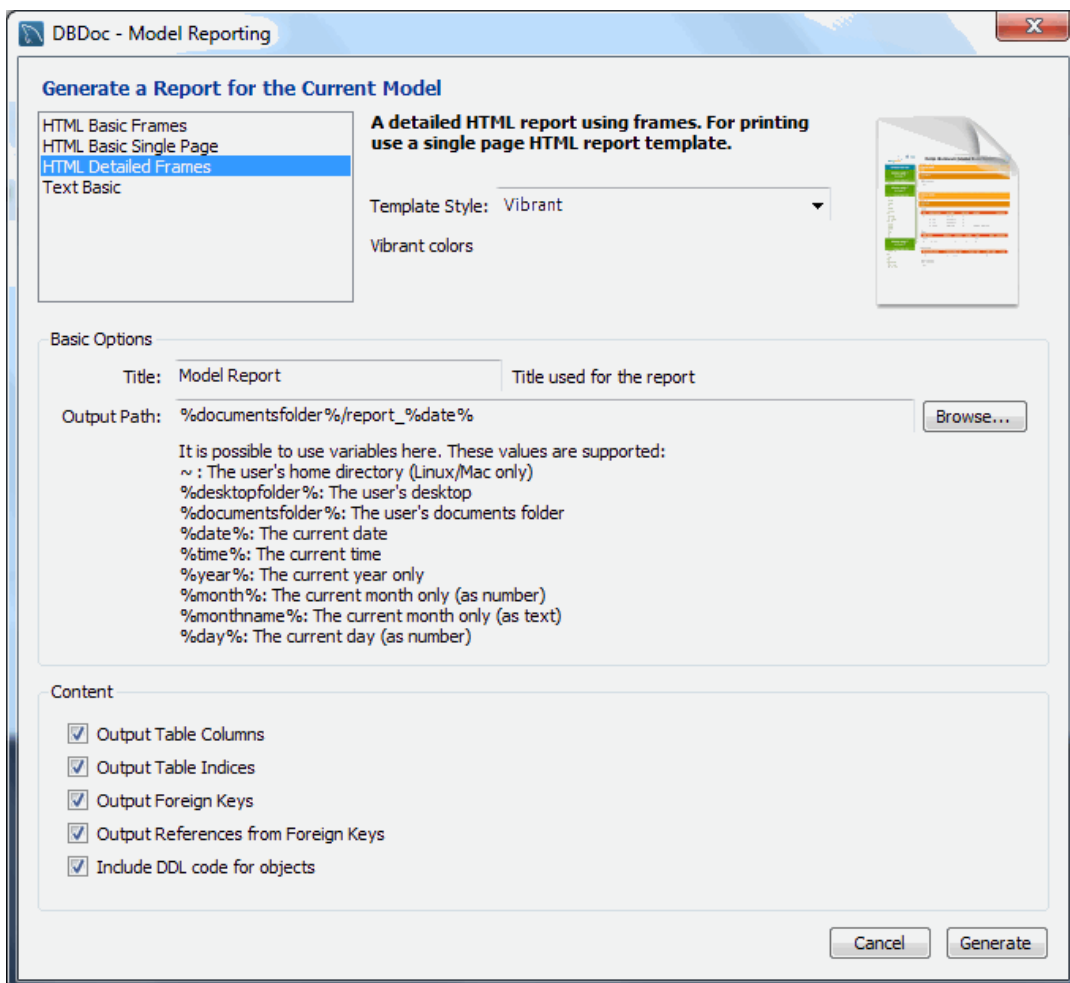 DBDoc - Model Reporting
Generate a Report for the Current Model
HTML Basic Frames
HTML Basic Single Page
HTML Detailed Frames
Text Basic
A detailed HTML report using frames. For printing
use a single page HTML report template.
Template Style: Vibrant
Vibrant colors
Basic Options
Title: Model Report Title used for the report
Output Path: %documentsfolder%/report_%date% Browse...
It is possible to use variables here. These values are supported:
~ : The user's home directory (Linux/Mac only)
%desktopfolder%: The user's desktop
%documentsfolder%: The user's documents folder
%date%: The current date
%time%: The current time
%year%: The current year only
%month%: The current month only (as number)
%monthname%: The current month only (as text)
%day%: The current day (as number)
Content
Output Table Columns
Output Table Indices
Output Foreign Keys
Output References from Foreign Keys
Include DDL code for objects
Cancel Generate